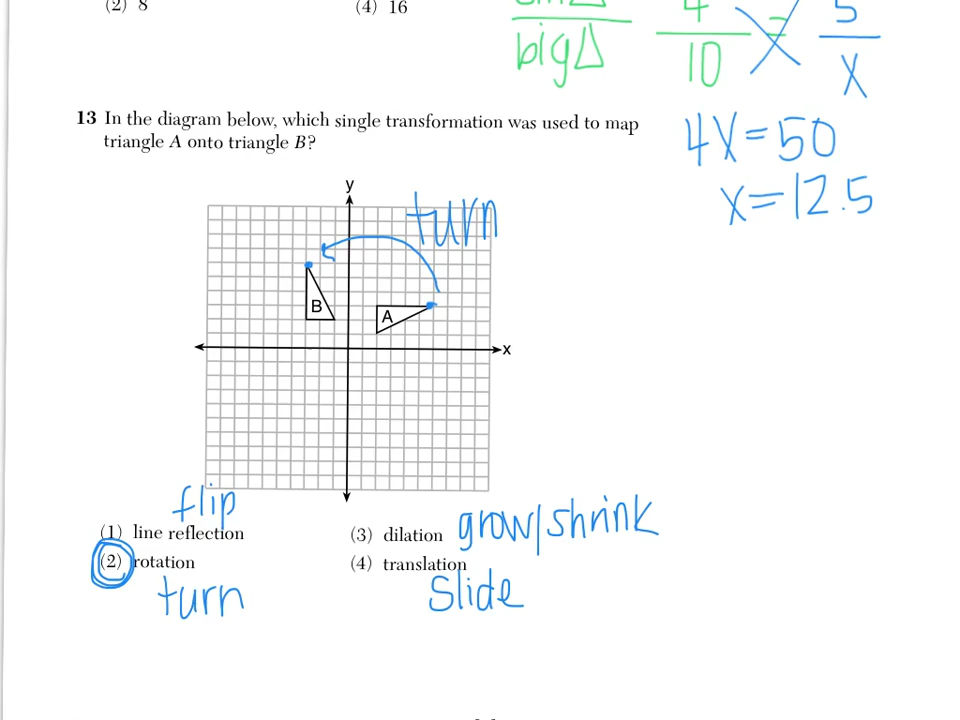 (2) 8 (4) 16
big△ 4/10 = 5/x
13 In the diagram below, which single transformation was used to map
triangle A onto triangle B?
4x=50
x=12.5
y
turn
B
A
x
flip
(1) line reflection (3) dilation grow/shrink
(2) rotation (4) translation
turn slide